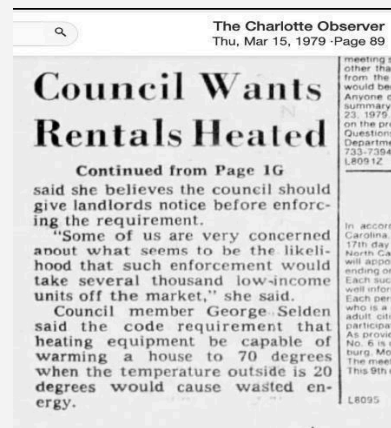 The Charlotte Observer
Thu, Mar 15, 1979 ·Page 89
Council Wants
Rentals Heated
Continued from Page 1G
said she believes the council should
give landlords notice before enforc-
ing the requirement.
"Some of us are very concerned
about what seems to be the likeli-
hood that such enforcement would
take several thousand low-income
units off the market," she said.
Council member George Selden
said the code requirement that
heating equipment be capable of
warming a house to 70 degrees
when the temperature outside is 20
degrees would cause wasted en-
ergy.
meeting
other tha
from the
would be
Anyone
summary
23, 1979
on the pr
Question
Departme
733-7394
L8091Z
In accor
Carolina
17th day
North Ca
will appo
ending o
Each suc
well infor
Each per
who is a
adult citi
participa
As provid
No. 6 is
burg, Mo
The meet
This 9th
L8095